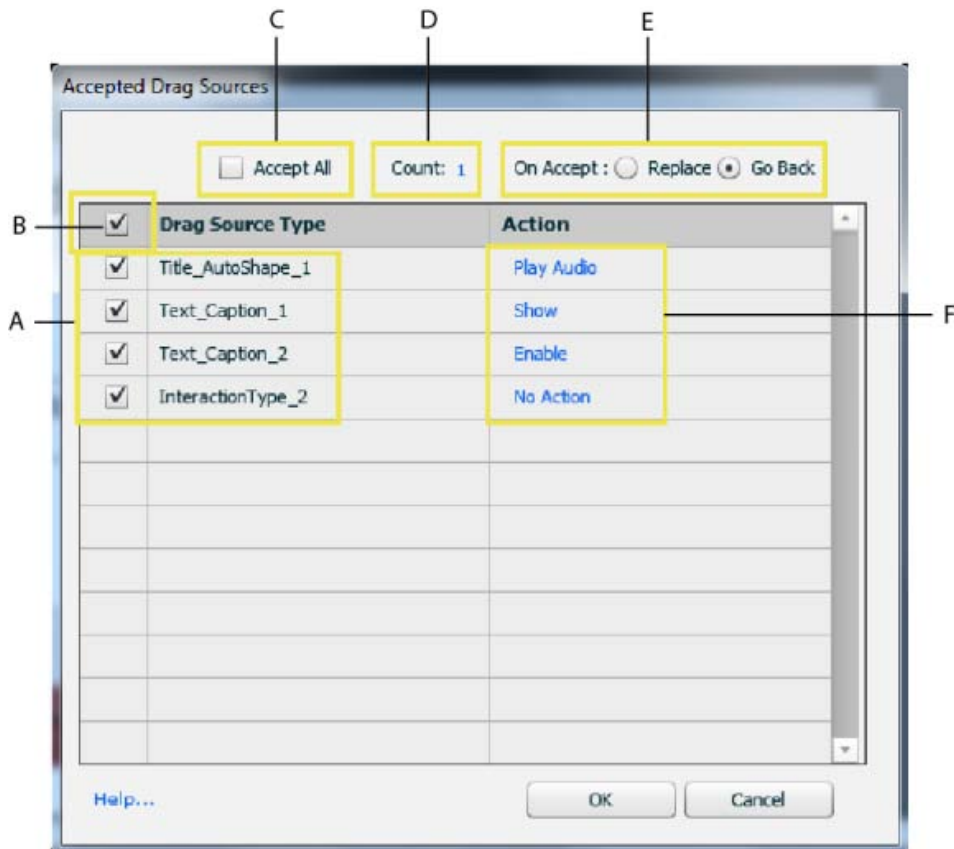 C D E
Accepted Drag Sources
Accept All Count: 1 On Accept : Replace Go Back
B Drag Source Type Action
Title_AutoShape_1 Play Audio
A Text_Caption_1 Show F
Text_Caption_2 Enable
InteractionType_2 No Action
Help... OK Cancel